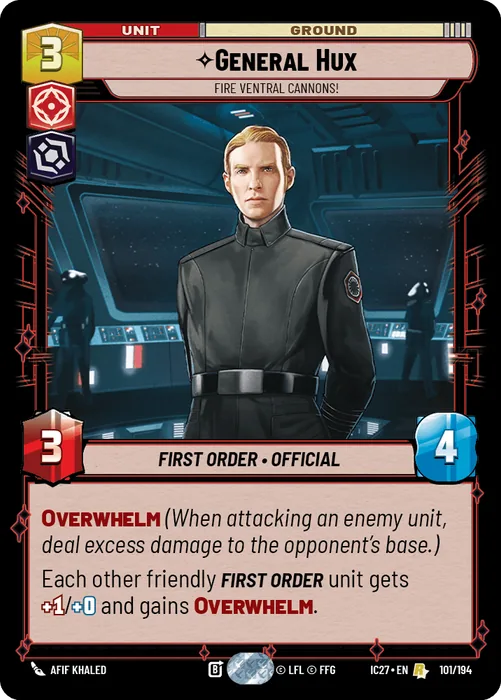 3
UNIT
GROUND
✧GENERAL HUX
FIRE VENTRAL CANNONS!
3
4
FIRST ORDER • OFFICIAL
OVERWHELM (When attacking an enemy unit,
deal excess damage to the opponent's base.)
Each other friendly FIRST ORDER unit gets
+1/+0 and gains OVERWHELM.
AFIF KHALED
B
© LFL © FFG
IC27 • EN
R
101/194